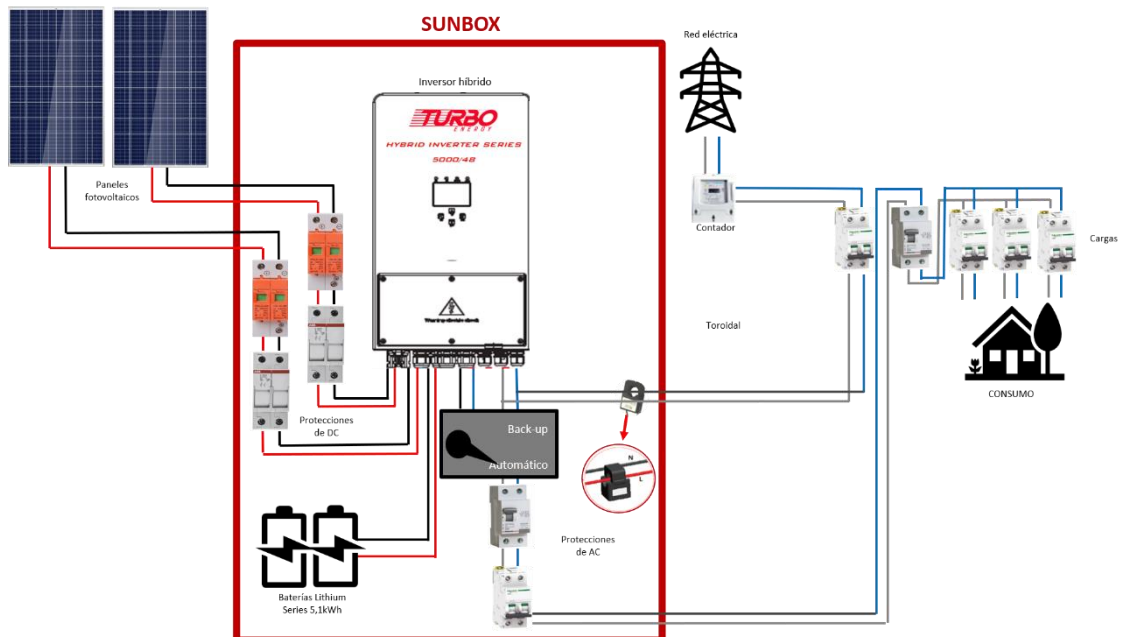 SUNBOX
Red eléctrica
Inversor híbrido
TURBO
ENERGY
HYBRID INVERTER SERIES
5000/48
Paneles
fotovoltaicos
Contador
Cargas
Toroidal
CONSUMO
Protecciones
de DC
Back-up
Automático
N
L
Protecciones
de AC
Baterías Lithium
Series 5,1kWh